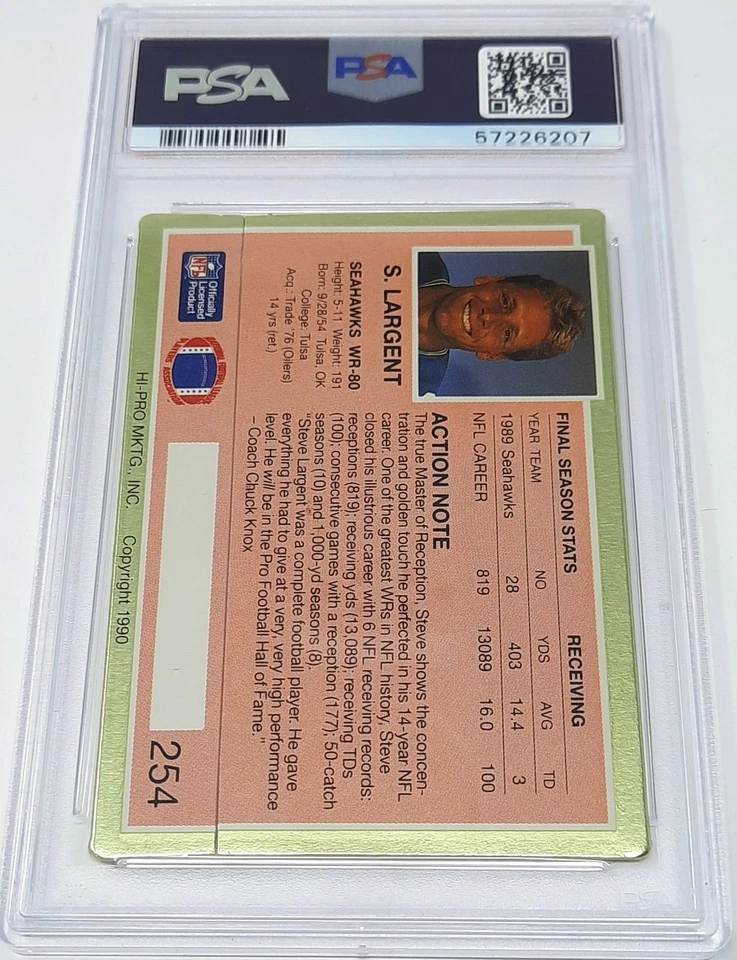 PSA
PSA
57226207
S. LARGENT
SEAHAWKS WR-80
Height: 5-11 Weight: 191
Born: 9/28/54 Tulsa, OK
College: Tulsa
Acq.: Trade '76 (Oilers)
14 yrs (ret.)
FINAL SEASON STATS RECEIVING
YEAR TEAM NO YDS AVG TD
1989 Seahawks 28 403 14.4 3
NFL CAREER 819 13089 16.0 100
ACTION NOTE
The true Master of Reception, Steve shows the concen-
tration and golden touch he perfected in his 14-year NFL
career. One of the greatest WRs in NFL history, Steve
closed his illustrious career with 6 NFL receiving records:
receptions (819); receiving yds (13,089); receiving TDs
(100); consecutive games with a reception (177); 50-catch
seasons (10) and 1,000-yd seasons (8).
"Steve Largent was a complete football player. He gave
everything he had to give at a very, very high performance
level. He will be in the Pro Football Hall of Fame."
– Coach Chuck Knox
NFL
Officially
Licensed
Product
254
HI-PRO MKTG., INC. Copyright 1990